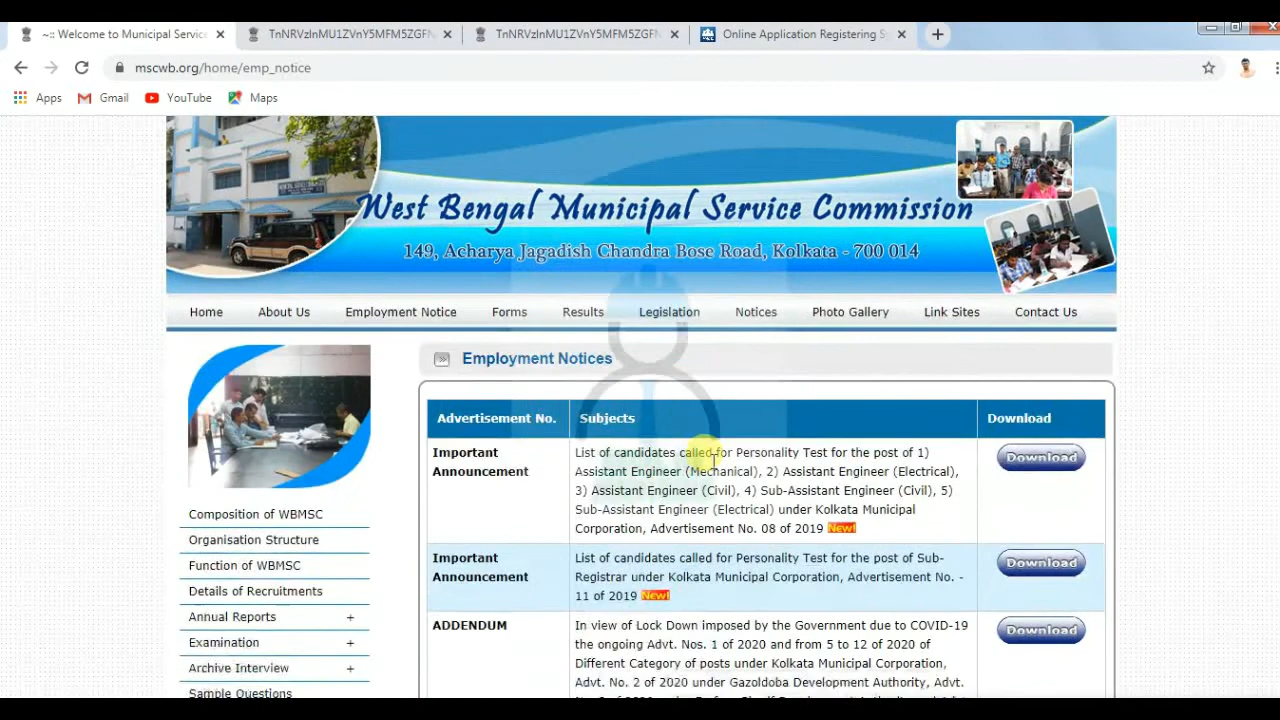 ~:: Welcome to Municipal Service
TnNRVzlnMU1ZVnY5MFM5ZGFN
TnNRVzlnMU1ZVnY5MFM5ZGFN
Online Application Registering S
mscwb.org/home/emp_notice
Apps Gmail YouTube Maps
West Bengal Municipal Service Commission
149, Acharya Jagadish Chandra Bose Road, Kolkata - 700 014
Home About Us Employment Notice Forms Results Legislation Notices Photo Gallery Link Sites Contact Us
Employment Notices
Advertisement No. Subjects Download
Important
Announcement
List of candidates called for Personality Test for the post of 1)
Assistant Engineer (Mechanical), 2) Assistant Engineer (Electrical),
3) Assistant Engineer (Civil), 4) Sub-Assistant Engineer (Civil), 5)
Sub-Assistant Engineer (Electrical) under Kolkata Municipal
Corporation, Advertisement No. 08 of 2019 New!
Download
Important
Announcement
List of candidates called for Personality Test for the post of Sub-
Registrar under Kolkata Municipal Corporation, Advertisement No. -
11 of 2019 New!
Download
ADDENDUM
In view of Lock Down imposed by the Government due to COVID-19
the ongoing Advt. Nos. 1 of 2020 and from 5 to 12 of 2020 of
Different Category of posts under Kolkata Municipal Corporation,
Advt. No. 2 of 2020 under Gazoldoba Development Authority, Advt.
Download
Composition of WBMSC
Organisation Structure
Function of WBMSC
Details of Recruitments
Annual Reports +
Examination +
Archive Interview +
Sample Questions